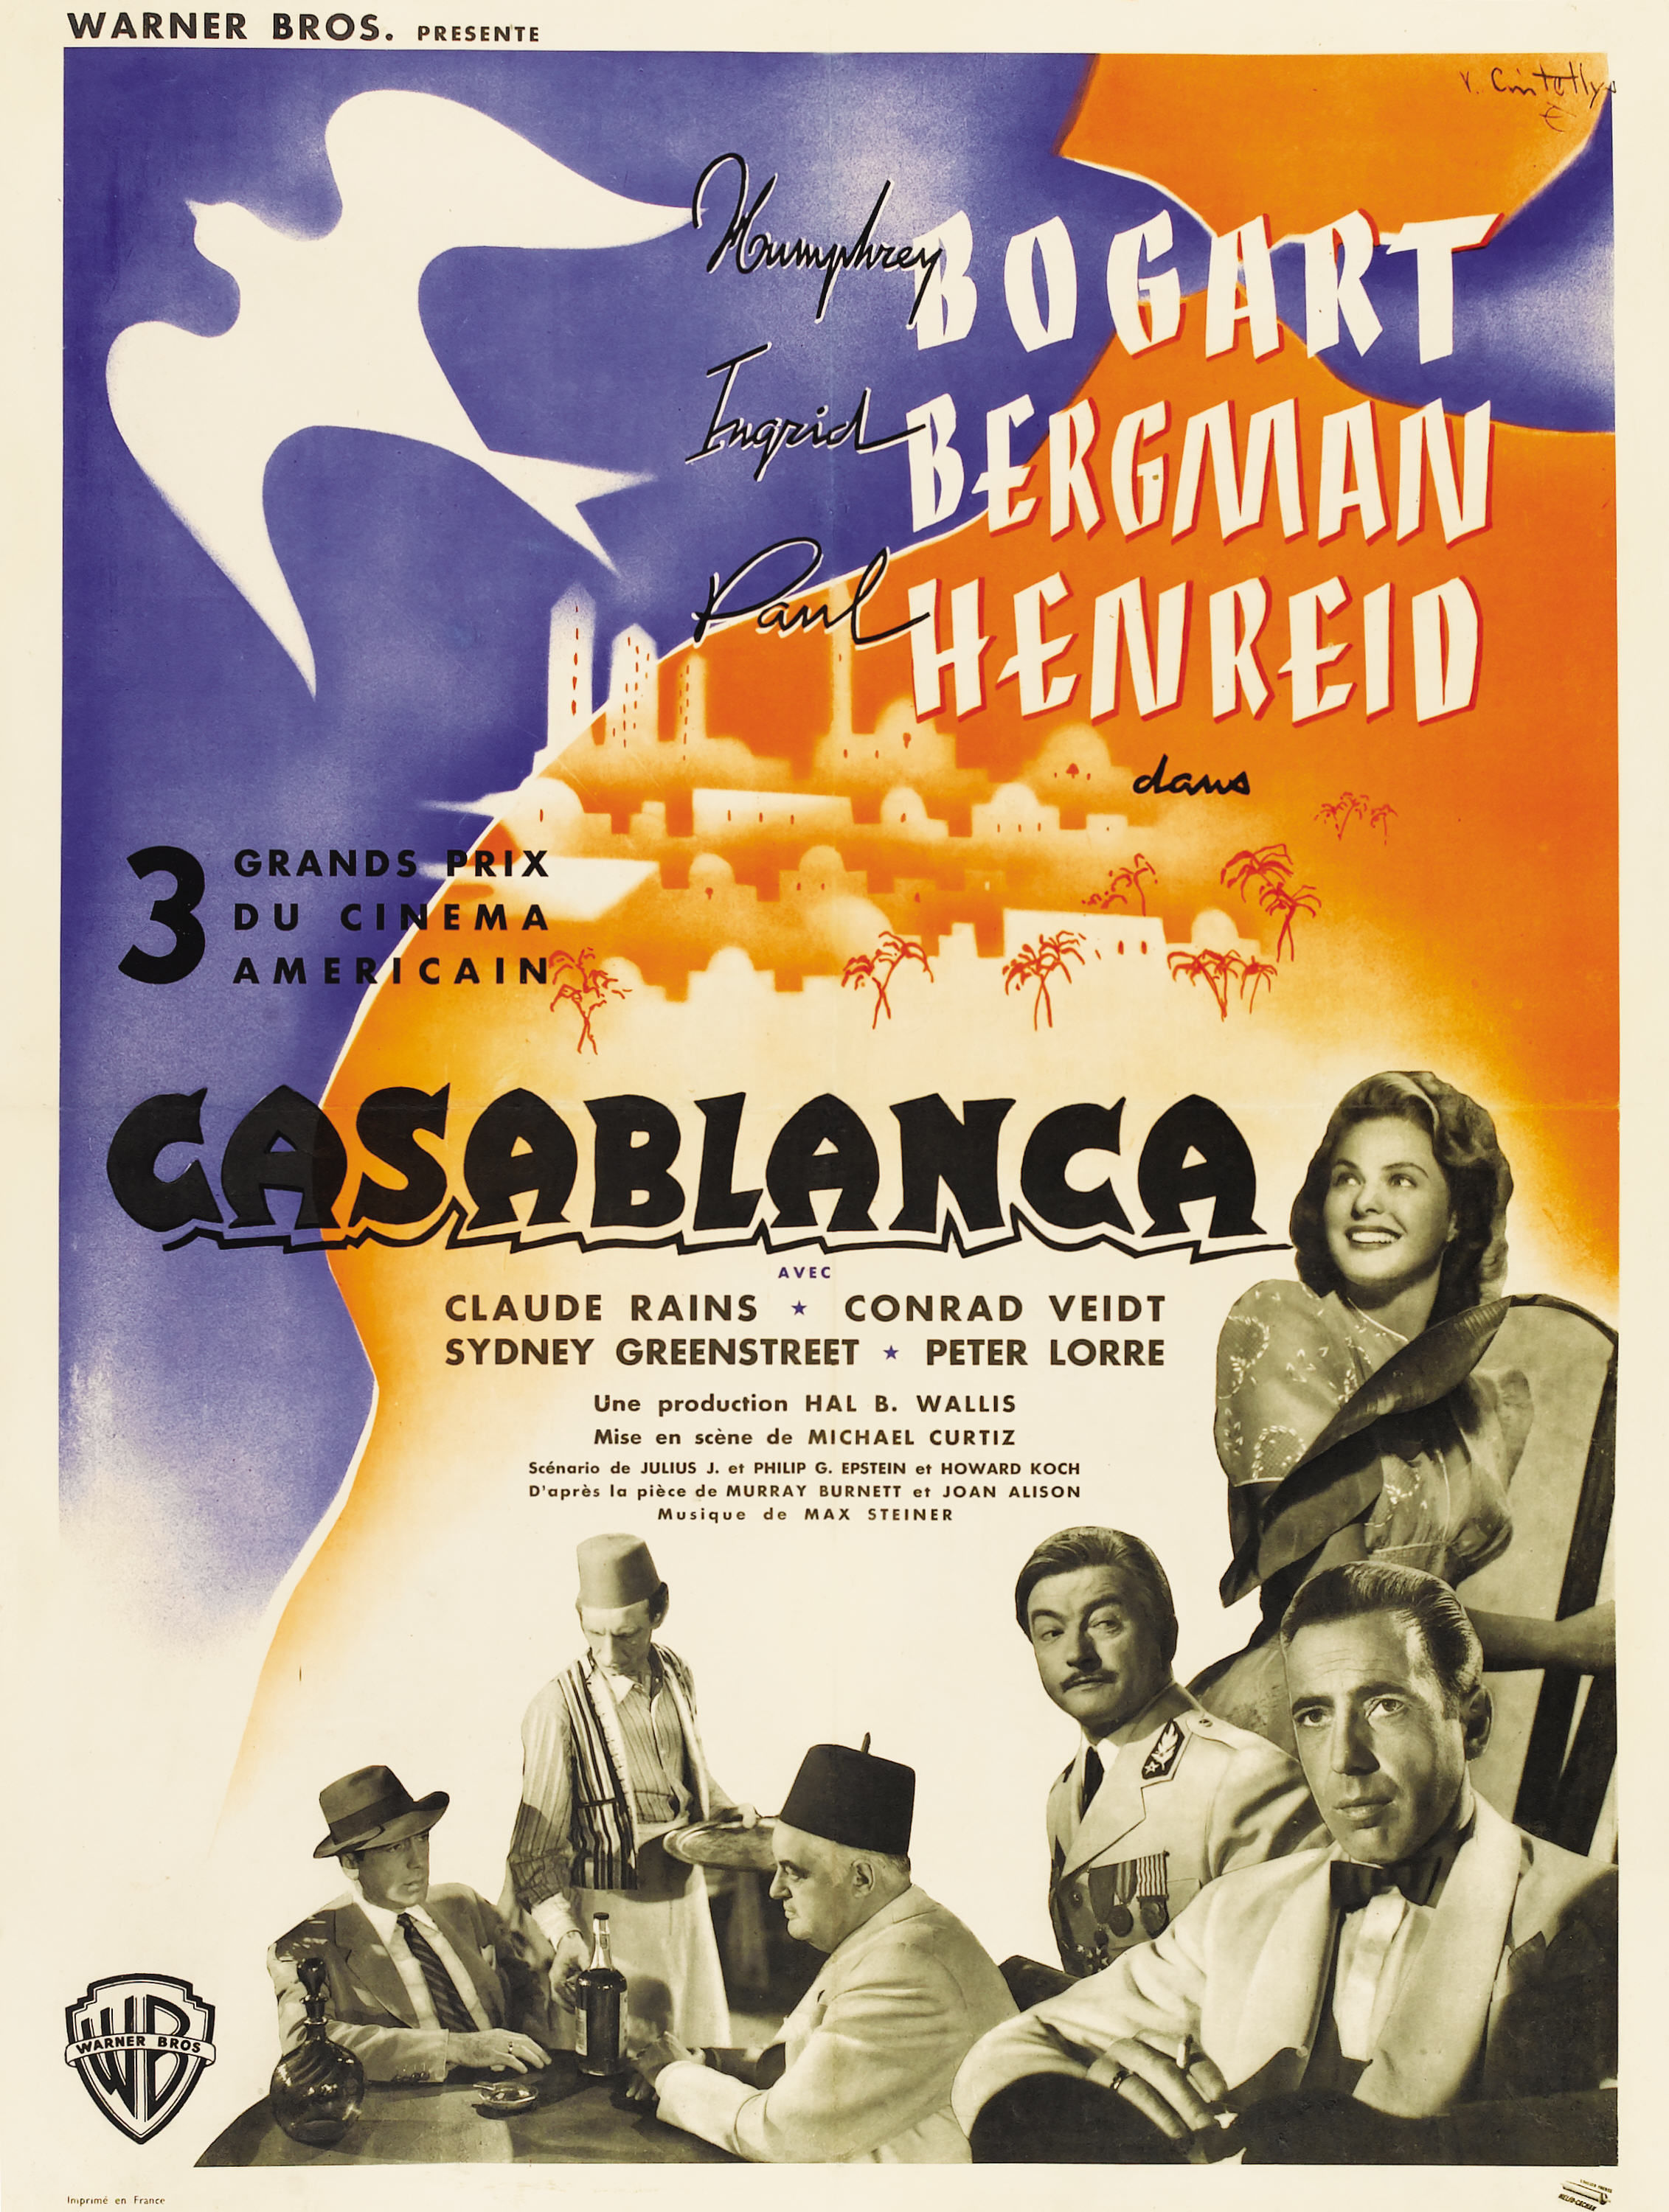 WARNER BROS. PRESENTE
Humphrey BOGART
Ingrid BERGMAN
Paul HENREID
dans
3 GRANDS PRIX
DU CINEMA
AMERICAIN
CASABLANCA
AVEC
CLAUDE RAINS ★ CONRAD VEIDT
SYDNEY GREENSTREET ★ PETER LORRE
Une production HAL B. WALLIS
Mise en scène de MICHAEL CURTIZ
Scénario de JULIUS J. et PHILIP G. EPSTEIN et HOWARD KOCH
D'après la pièce de MURRAY BURNETT et JOAN ALISON
Musique de MAX STEINER
WB
WARNER BROS
Imprimé en France